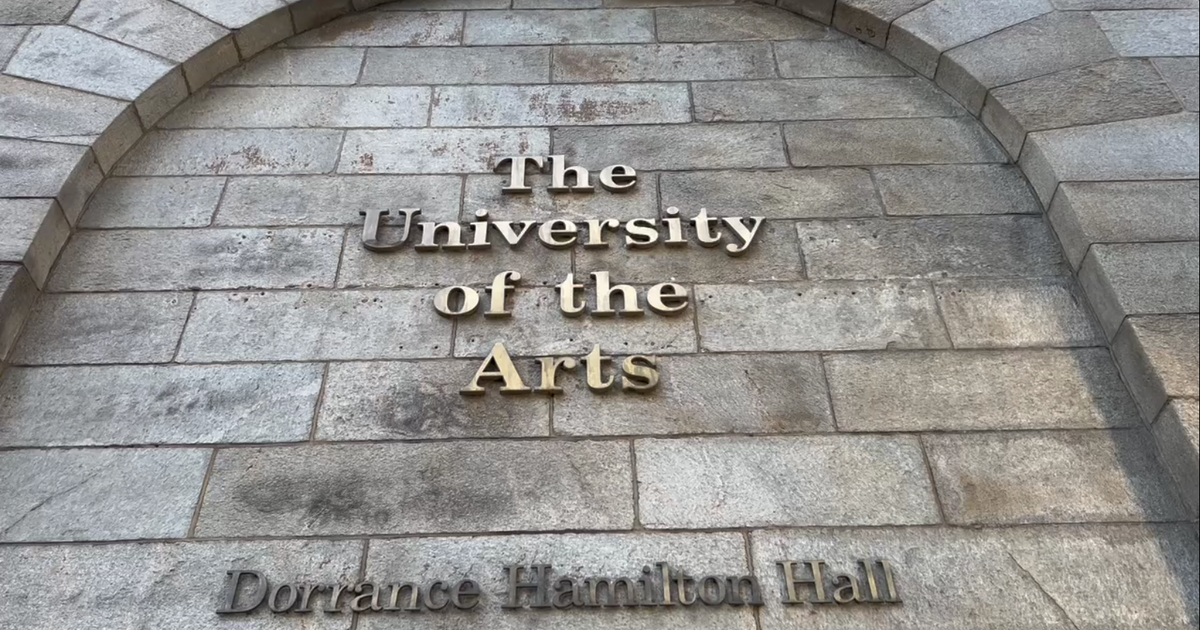 The
University
of the
Arts
Dorrance Hamilton Hall